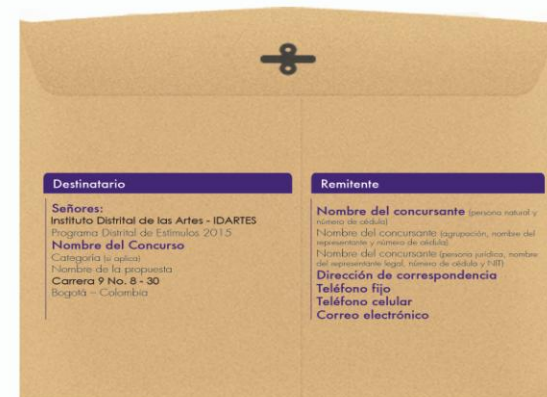 Destinatario
Señores:
Instituto Distrital de las Artes - IDARTES
Programa Distrital de Estímulos 2015
Nombre del Concurso
Categoría (si aplica)
Nombre de la propuesta
Carrera 9 No. 8 - 30
Bogotá – Colombia
Remitente
Nombre del concursante (persona natural y
número de cédula)
Nombre del concursante (agrupación, nombre del
representante y número de cédula)
Nombre del concursante (persona jurídica, nombre
del representante legal, número de cédula y NIT)
Dirección de correspondencia
Teléfono fijo
Teléfono celular
Correo electrónico